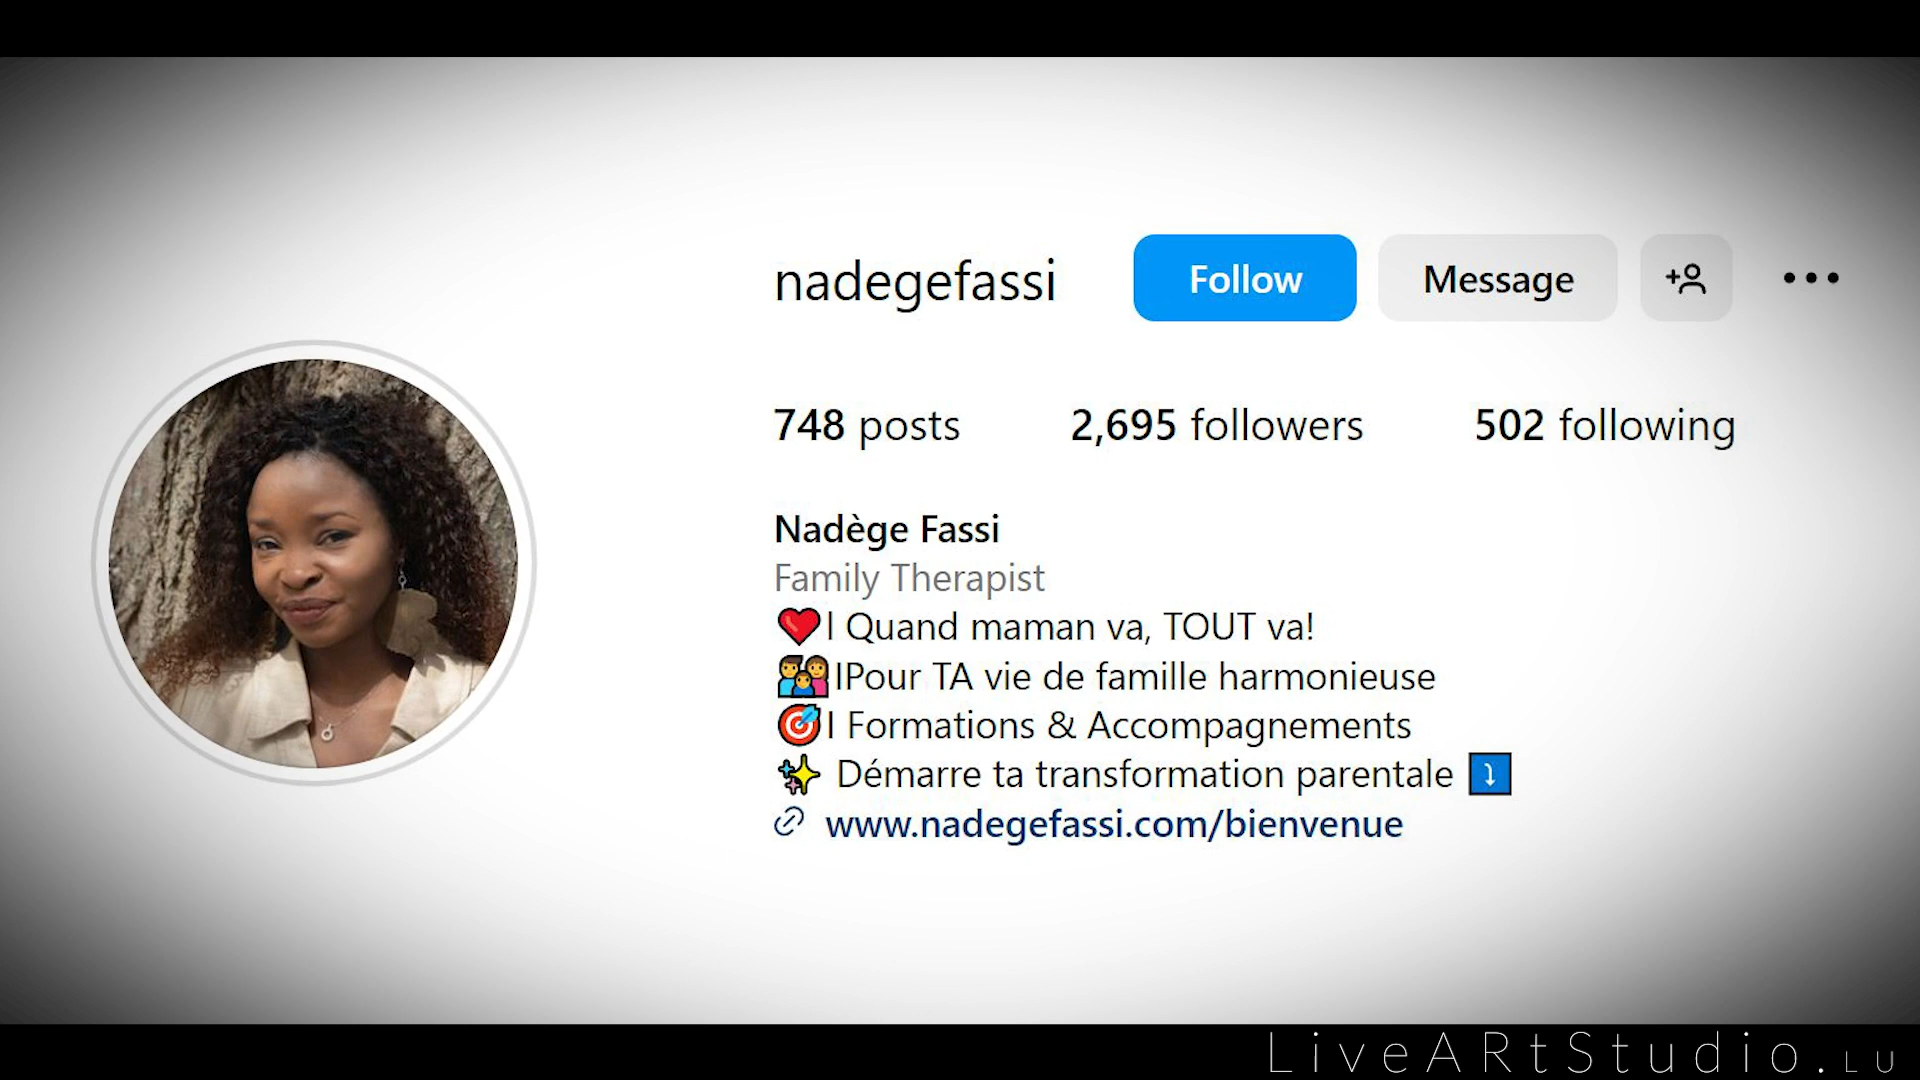 nadegefassi Follow Message
748 posts 2,695 followers 502 following
Nadège Fassi
Family Therapist
❤️| Quand maman va, TOUT va!
👨‍👩‍👦|Pour TA vie de famille harmonieuse
🎯| Formations & Accompagnements
✨ Démarre ta transformation parentale ⤵️
www.nadegefassi.com/bienvenue
LiveARtStudio.LU